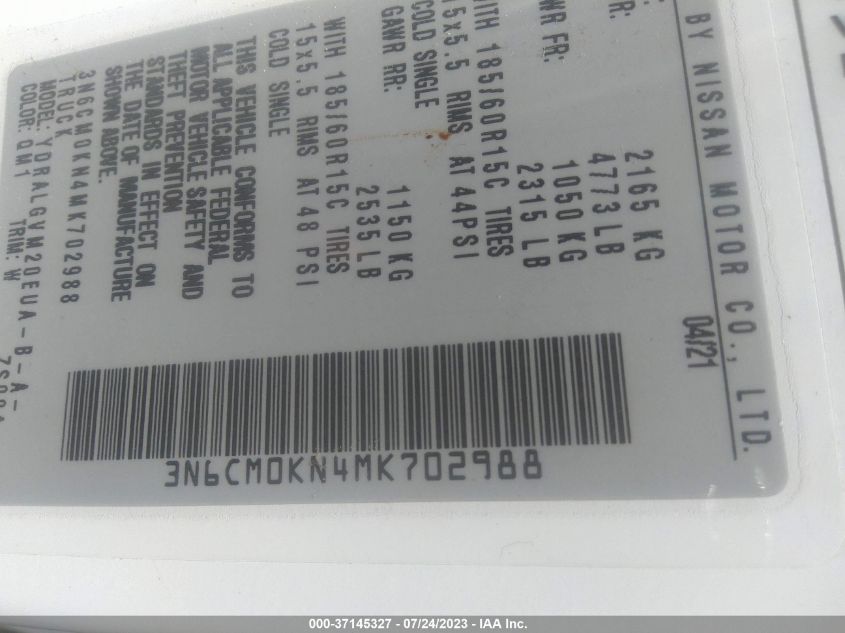 BY NISSAN MOTOR CO., LTD.
04/21
2165 KG
4773 LB
FR:
1050 KG
2315 LB
WITH 185/60R15C TIRES
15x5.5 RIMS AT 44PSI
COLD SINGLE
GAWR RR:
1150 KG
2535 LB
WITH 185/60R15C TIRES
15x5.5 RIMS AT 48 PSI
COLD SINGLE
THIS VEHICLE CONFORMS TO
ALL APPLICABLE FEDERAL
MOTOR VEHICLE SAFETY AND
THEFT PREVENTION
STANDARDS IN EFFECT ON
THE DATE OF MANUFACTURE
SHOWN ABOVE.
3N6CM0KN4MK702988
TRUCK
MODEL: YDRALGVM20EUA-B-A-
COLOR: QM1 TRIM: W
3N6CM0KN4MK702988
000-37145327 - 07/24/2023 - IAA Inc.